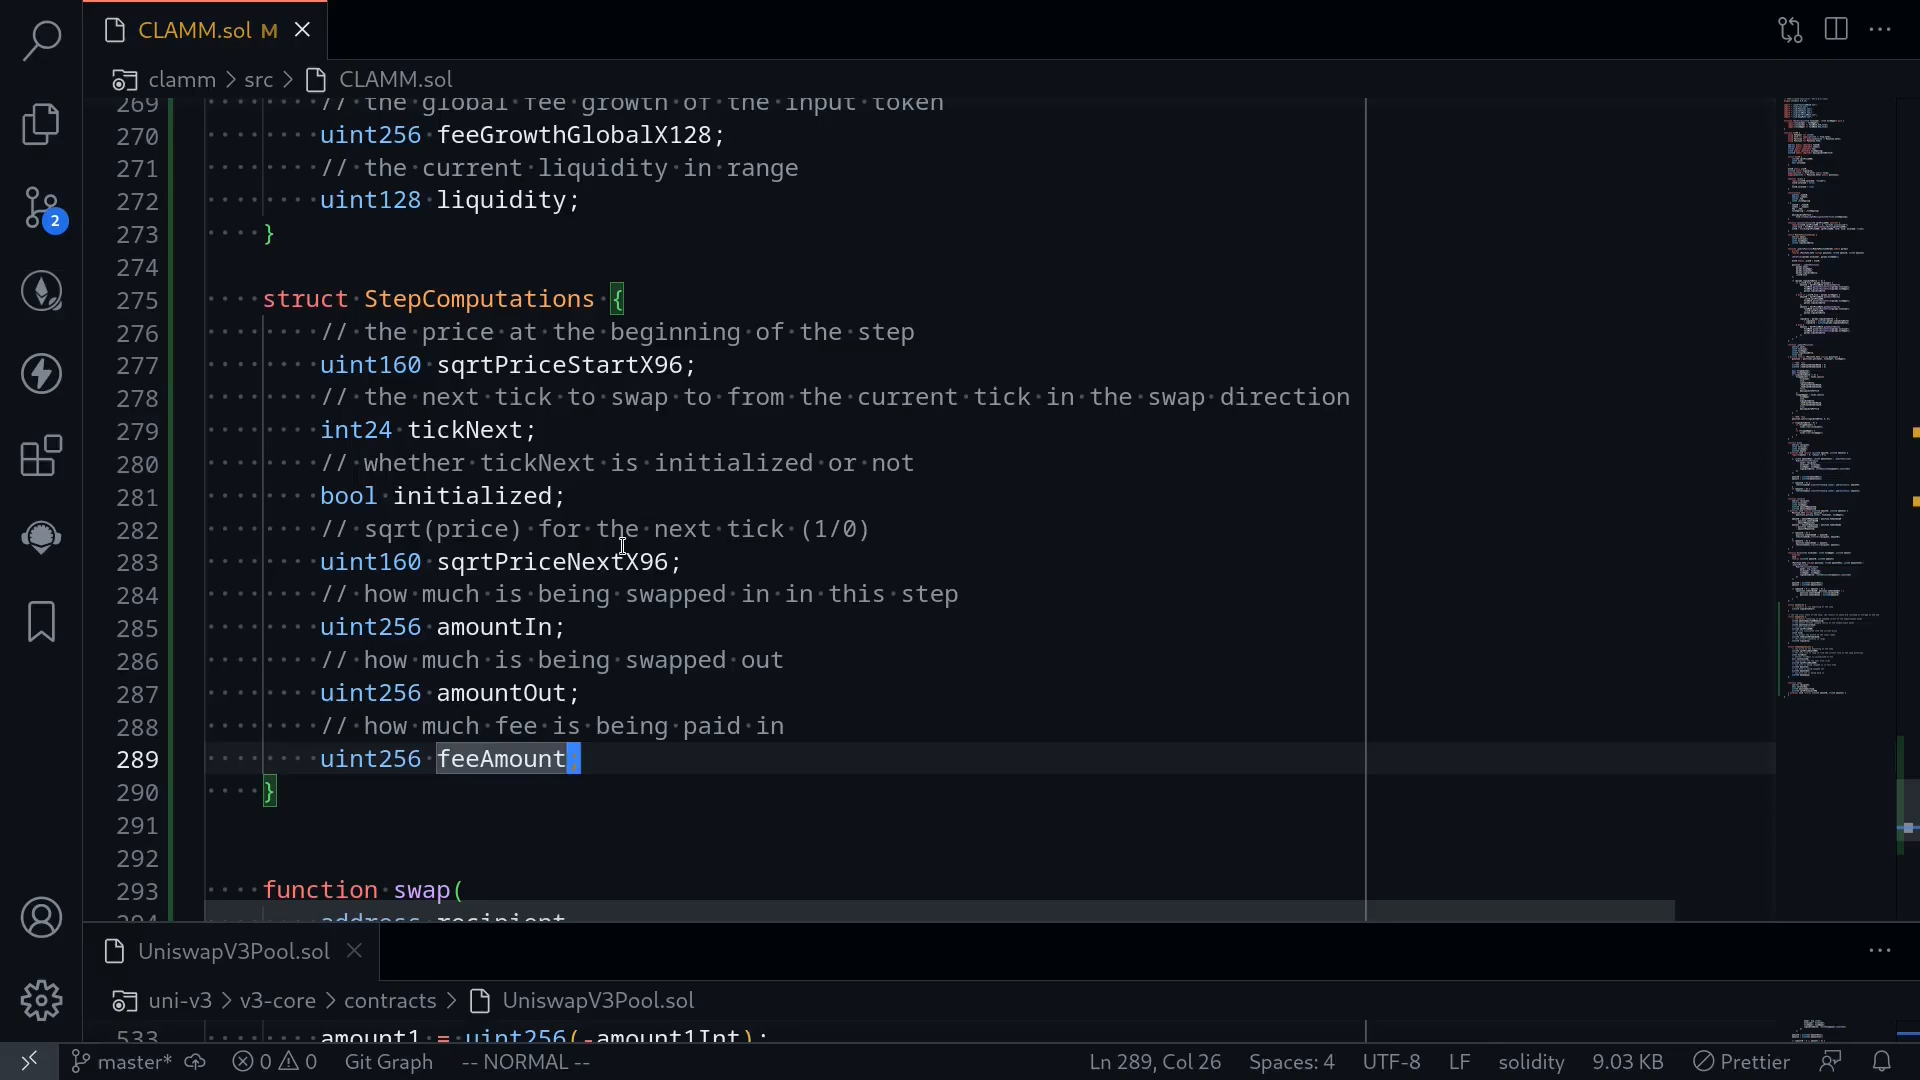 CLAMM.sol M
clamm > src > CLAMM.sol
269 // the global fee growth of the input token
270 uint256 feeGrowthGlobalX128;
271 // the current liquidity in range
272 uint128 liquidity;
273 }
274
275 struct StepComputations {
276 // the price at the beginning of the step
277 uint160 sqrtPriceStartX96;
278 // the next tick to swap to from the current tick in the swap direction
279 int24 tickNext;
280 // whether tickNext is initialized or not
281 bool initialized;
282 // sqrt(price) for the next tick (1/0)
283 uint160 sqrtPriceNextX96;
284 // how much is being swapped in in this step
285 uint256 amountIn;
286 // how much is being swapped out
287 uint256 amountOut;
288 // how much fee is being paid in
289 uint256 feeAmount;
290 }
291
292
293 function swap(
294 address recipient
2
UniswapV3Pool.sol
uni-v3 > v3-core > contracts > UniswapV3Pool.sol
533 amount1 = uint256(-amount1Int);
master* 0 0 Git Graph -- NORMAL -- Ln 289, Col 26 Spaces: 4 UTF-8 LF solidity 9.03 KB Prettier